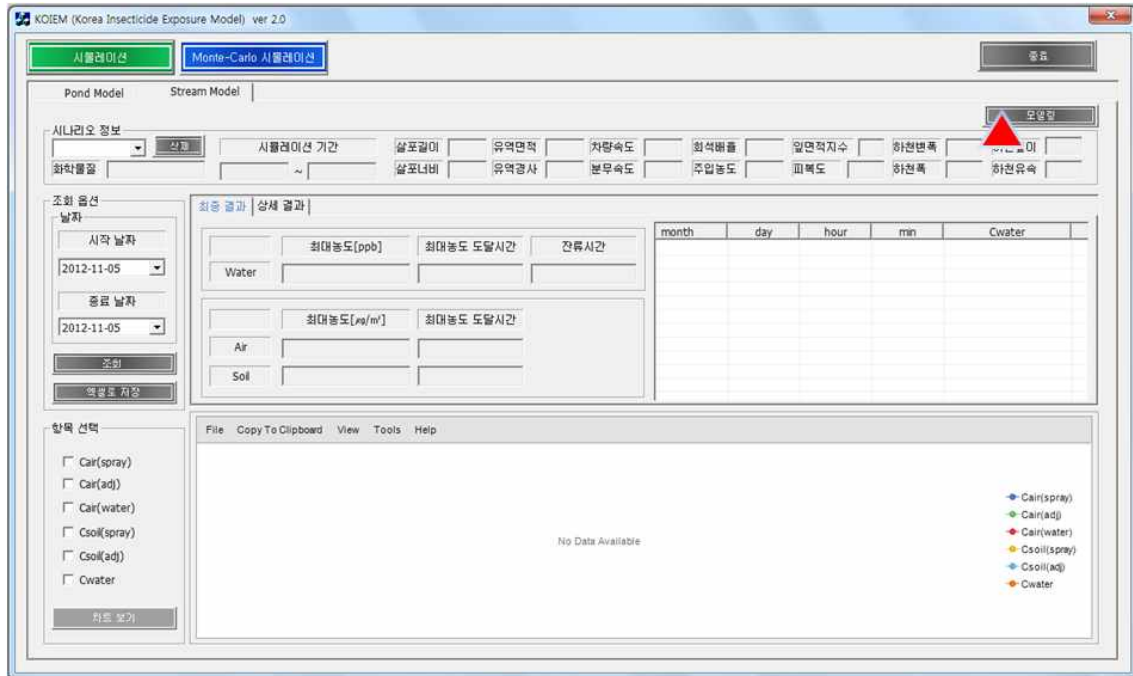 KOIEM (Korea Insecticide Exposure Model) ver 2.0
시뮬레이션 Monte-Carlo 시뮬레이션 종료
Pond Model Stream Model
모델링
시나리오 정보
삭제 시뮬레이션 기간 살포길이 유역면적 차량속도 희석배율 잎면적지수 하천변폭
화학물질 ~ 살포너비 유역경사 분무속도 주입농도 피복도 하천폭 하천유속
조회 옵션
날짜
시작 날짜
2012-11-05
종료 날짜
2012-11-05
조회
엑셀로 저장
최종 결과 상세 결과
최대농도[ppb] 최대농도 도달시간 잔류시간
Water
최대농도[㎍/㎥] 최대농도 도달시간
Air
Soil
month day hour min Cwater
항목 선택
Cair(spray)
Cair(adj)
Cair(water)
Csoil(spray)
Csoil(adj)
Cwater
차트 보기
File Copy To Clipboard View Tools Help
No Data Available
Cair(spray)
Cair(adj)
Cair(water)
Csoil(spray)
Csoil(adj)
Cwater